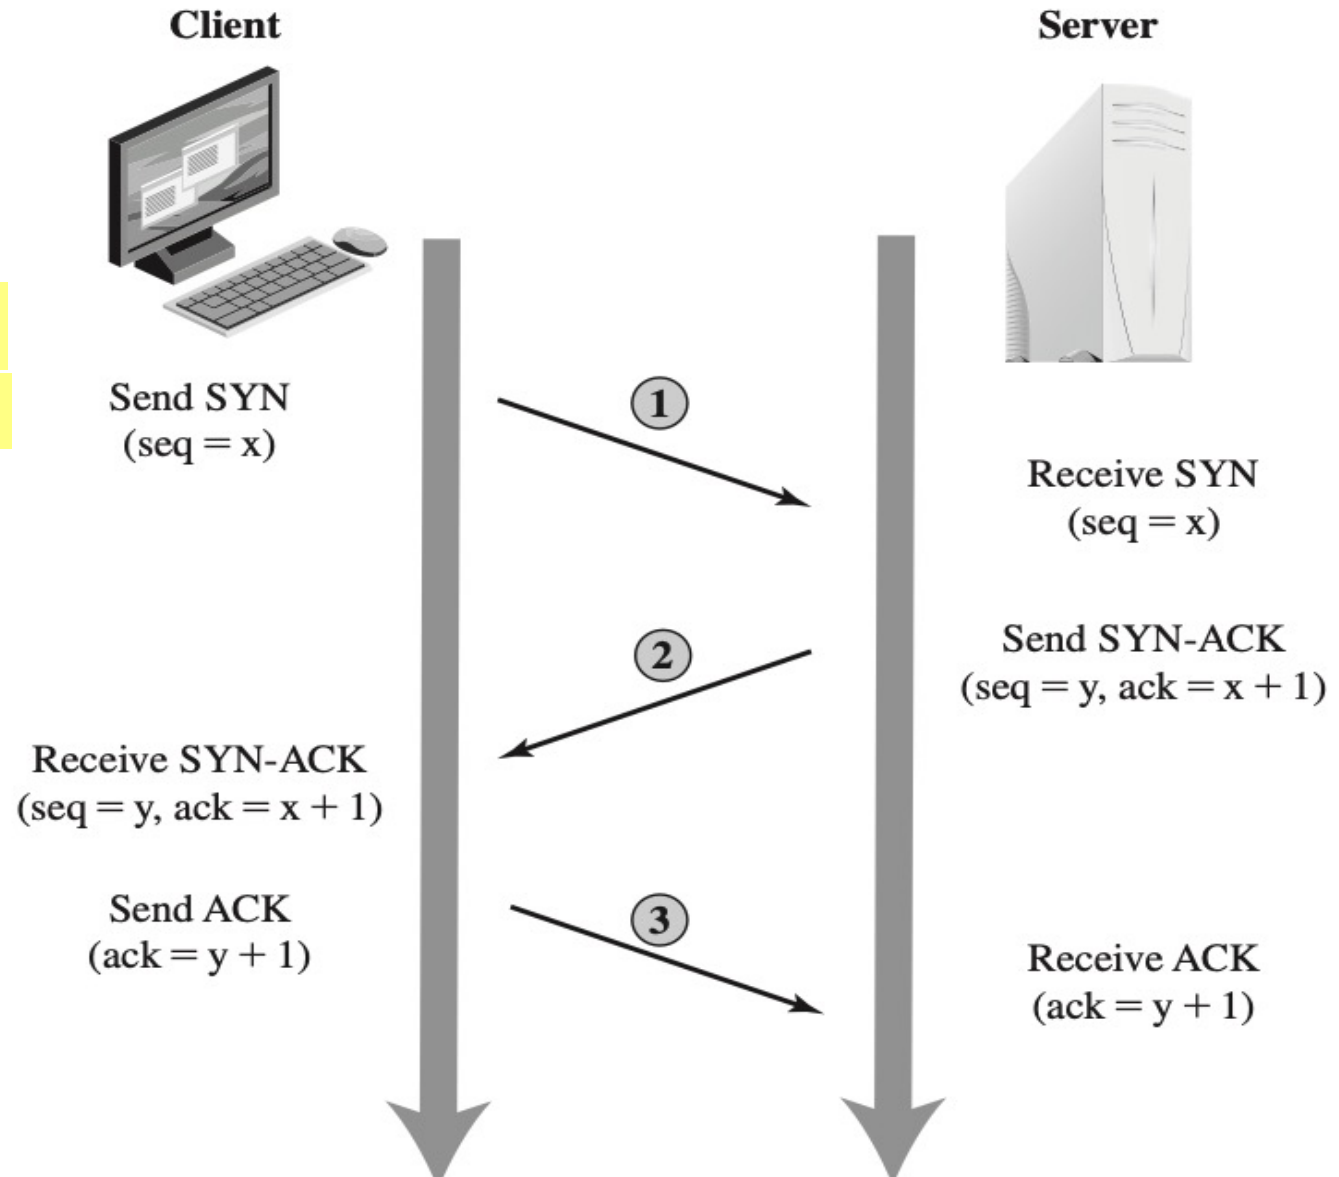 Client
Server
Send SYN
(seq = x)
1
Receive SYN
(seq = x)
Send SYN-ACK
(seq = y, ack = x + 1)
2
Receive SYN-ACK
(seq = y, ack = x + 1)
Send ACK
(ack = y + 1)
3
Receive ACK
(ack = y + 1)